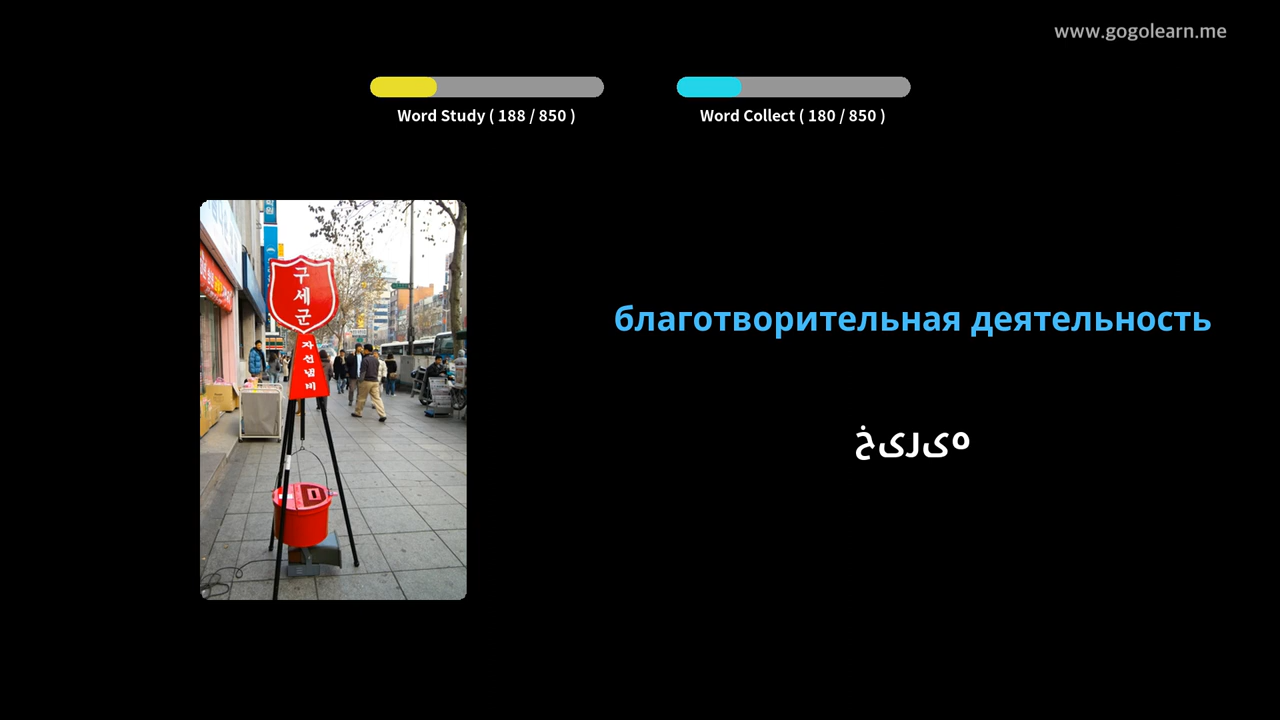 www.gogolearn.me
Word Study ( 188 / 850 )
Word Collect ( 180 / 850 )
구세군
자선냄비
благотворительная деятельность
خیریه